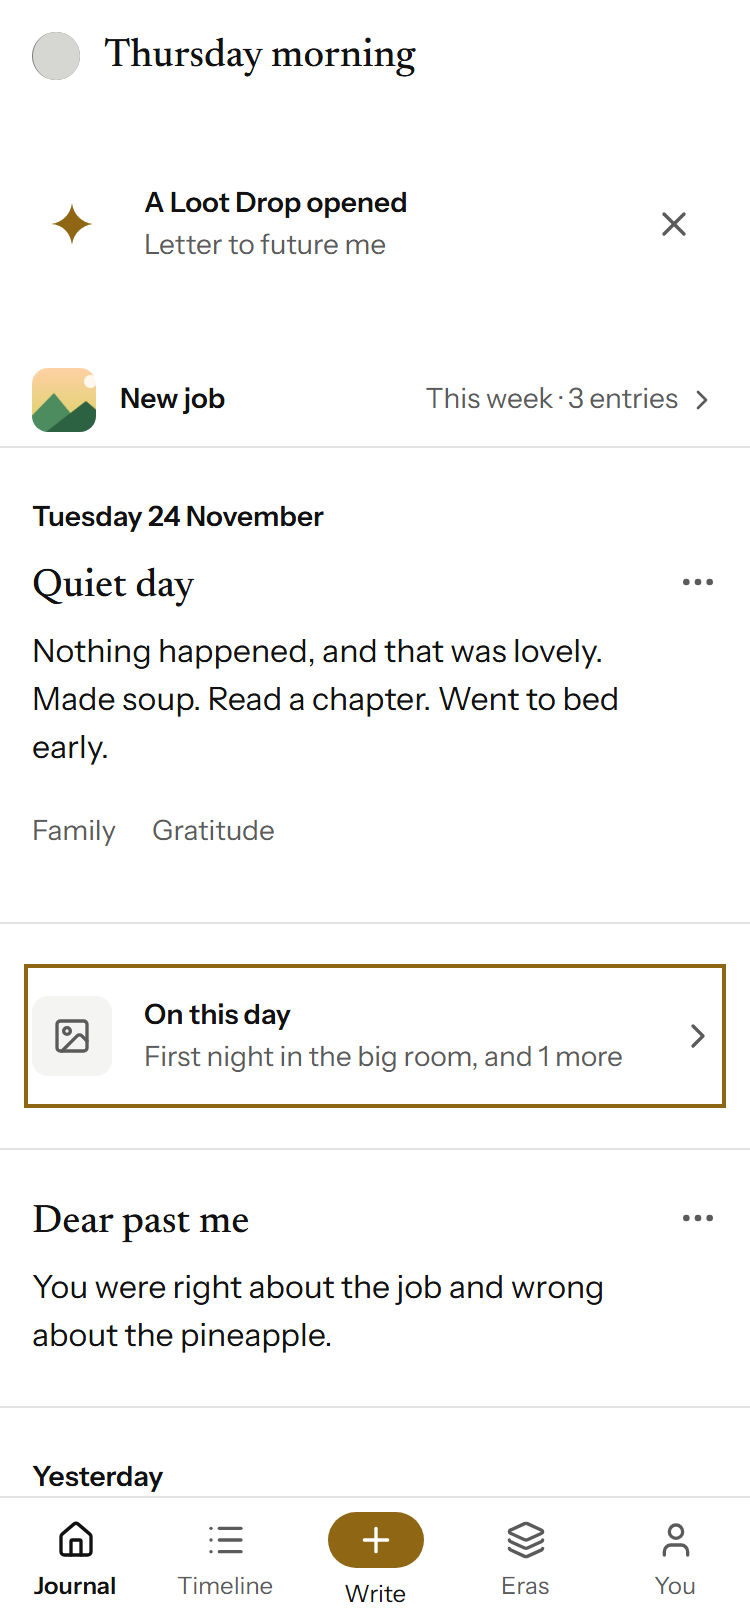 Thursday morning
A Loot Drop opened
Letter to future me
New job
This week · 3 entries
Tuesday 24 November
Quiet day
Nothing happened, and that was lovely.
Made soup. Read a chapter. Went to bed
early.
Family Gratitude
On this day
First night in the big room, and 1 more
Dear past me
You were right about the job and wrong
about the pineapple.
Yesterday
Journal Timeline Write Eras You